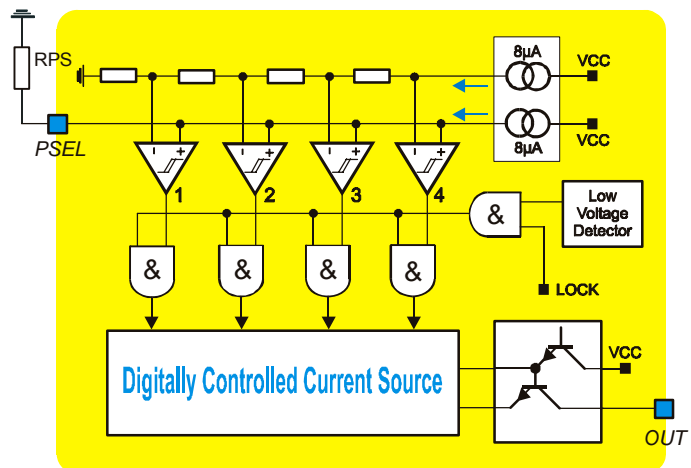 RPS
8µA
VCC
PSEL
VCC
8µA
- +
- +
- +
- +
1
2
3
4
&
Low
Voltage
Detector
&
&
&
&
LOCK
Digitally Controlled Current Source
VCC
OUT